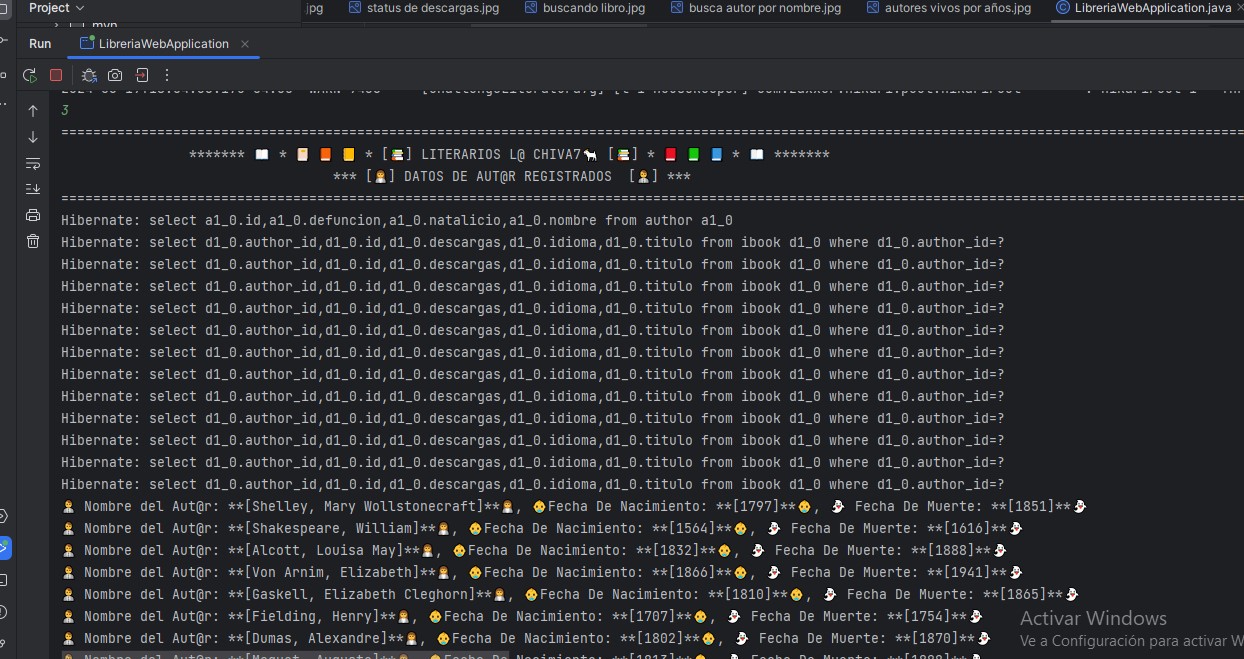 Project
jpg
status de descargas.jpg
buscando libro.jpg
busca autor por nombre.jpg
autores vivos por años.jpg
LibreriaWebApplication.java
Run
LibreriaWebApplication
3
================================================================================
******* 📖 * 📔 📙 📒 * [📚] LITERARIOS L@ CHIVA7🐐 [📚] * 📕 📗 📘 * 📖 *******
*** [👩‍💼] DATOS DE AUT@R REGISTRADOS [👨‍💼] ***
================================================================================
Hibernate: select a1_0.id,a1_0.defuncion,a1_0.natalicio,a1_0.nombre from author a1_0
Hibernate: select d1_0.author_id,d1_0.id,d1_0.descargas,d1_0.idioma,d1_0.titulo from ibook d1_0 where d1_0.author_id=?
Hibernate: select d1_0.author_id,d1_0.id,d1_0.descargas,d1_0.idioma,d1_0.titulo from ibook d1_0 where d1_0.author_id=?
Hibernate: select d1_0.author_id,d1_0.id,d1_0.descargas,d1_0.idioma,d1_0.titulo from ibook d1_0 where d1_0.author_id=?
Hibernate: select d1_0.author_id,d1_0.id,d1_0.descargas,d1_0.idioma,d1_0.titulo from ibook d1_0 where d1_0.author_id=?
Hibernate: select d1_0.author_id,d1_0.id,d1_0.descargas,d1_0.idioma,d1_0.titulo from ibook d1_0 where d1_0.author_id=?
Hibernate: select d1_0.author_id,d1_0.id,d1_0.descargas,d1_0.idioma,d1_0.titulo from ibook d1_0 where d1_0.author_id=?
Hibernate: select d1_0.author_id,d1_0.id,d1_0.descargas,d1_0.idioma,d1_0.titulo from ibook d1_0 where d1_0.author_id=?
Hibernate: select d1_0.author_id,d1_0.id,d1_0.descargas,d1_0.idioma,d1_0.titulo from ibook d1_0 where d1_0.author_id=?
Hibernate: select d1_0.author_id,d1_0.id,d1_0.descargas,d1_0.idioma,d1_0.titulo from ibook d1_0 where d1_0.author_id=?
Hibernate: select d1_0.author_id,d1_0.id,d1_0.descargas,d1_0.idioma,d1_0.titulo from ibook d1_0 where d1_0.author_id=?
Hibernate: select d1_0.author_id,d1_0.id,d1_0.descargas,d1_0.idioma,d1_0.titulo from ibook d1_0 where d1_0.author_id=?
Hibernate: select d1_0.author_id,d1_0.id,d1_0.descargas,d1_0.idioma,d1_0.titulo from ibook d1_0 where d1_0.author_id=?
Nombre del Aut@r: **[Shelley, Mary Wollstonecraft]**, Fecha De Nacimiento: **[1797]**, 👻 Fecha De Muerte: **[1851]**👻
Nombre del Aut@r: **[Shakespeare, William]**, Fecha De Nacimiento: **[1564]**, 👻 Fecha De Muerte: **[1616]**👻
Nombre del Aut@r: **[Alcott, Louisa May]**, Fecha De Nacimiento: **[1832]**, 👻 Fecha De Muerte: **[1888]**👻
Nombre del Aut@r: **[Von Arnim, Elizabeth]**, Fecha De Nacimiento: **[1866]**, 👻 Fecha De Muerte: **[1941]**👻
Nombre del Aut@r: **[Gaskell, Elizabeth Cleghorn]**, Fecha De Nacimiento: **[1810]**, 👻 Fecha De Muerte: **[1865]**👻
Nombre del Aut@r: **[Fielding, Henry]**, Fecha De Nacimiento: **[1707]**, 👻 Fecha De Muerte: **[1754]**👻
Nombre del Aut@r: **[Dumas, Alexandre]**, Fecha De Nacimiento: **[1802]**, 👻 Fecha De Muerte: **[1870]**👻
Activar Windows
Ve a Configuración para activar W